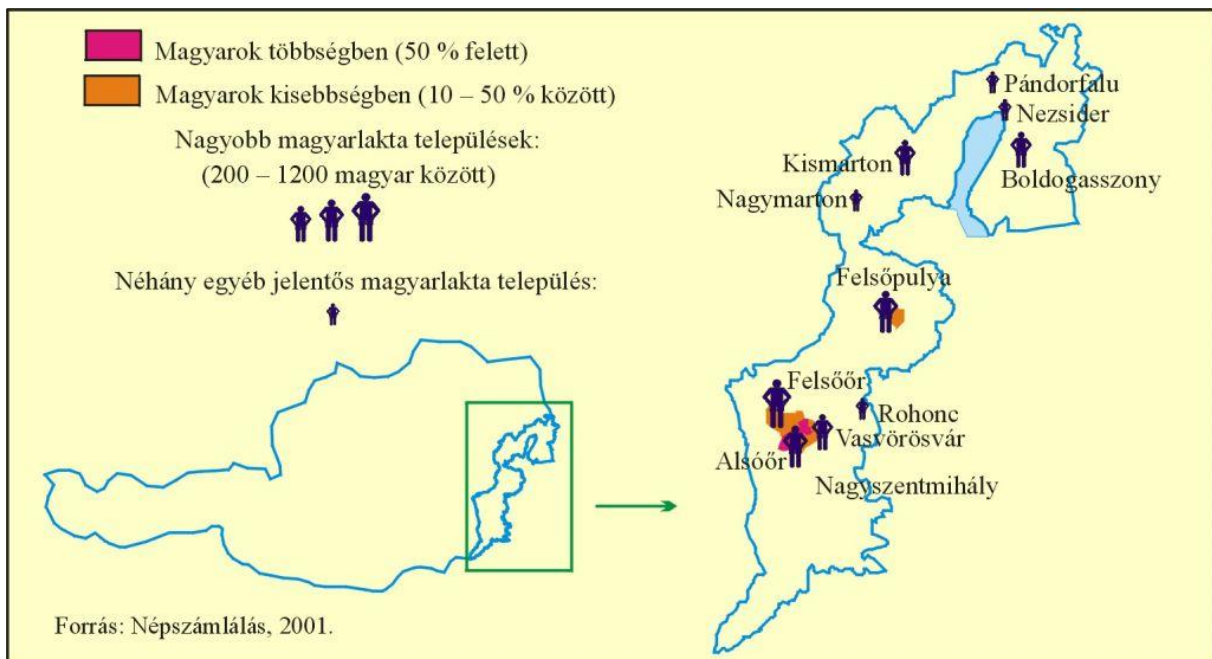 Magyarok többségben (50 % felett)
Magyarok kisebbségben (10 – 50 % között)
Nagyobb magyarlakta települések:
(200 – 1200 magyar között)
Néhány egyéb jelentős magyarlakta település:
Forrás: Népszámlálás, 2001.
Pándorfalu
Nezsider
Kismarton
Boldogasszony
Nagymarton
Felsőpulya
Felsőőr
Rohonc
Vasvörösvár
Alsóőr
Nagyszentmihály